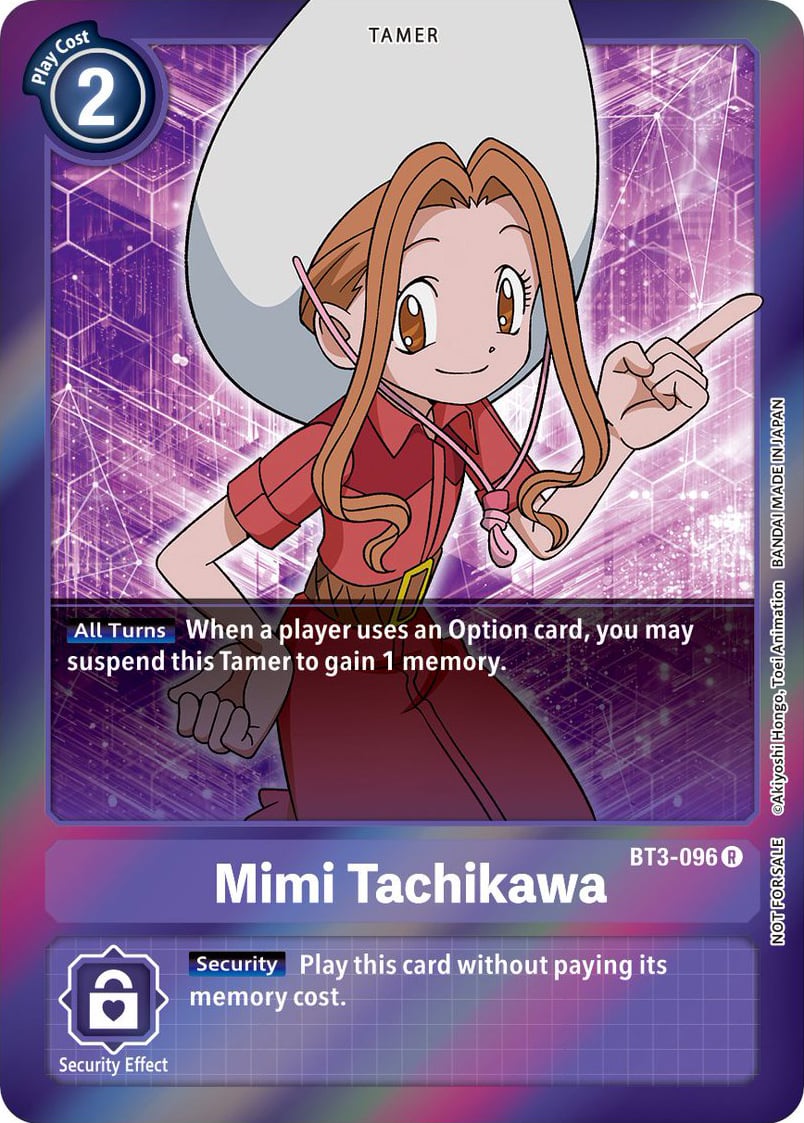 TAMER
Play Cost
2
All Turns When a player uses an Option card, you may
suspend this Tamer to gain 1 memory.
BT3-096 R
Mimi Tachikawa
Security Play this card without paying its
memory cost.
Security Effect
NOT FOR SALE ©Akiyoshi Hongo, Toei Animation BANDAI MADE IN JAPAN